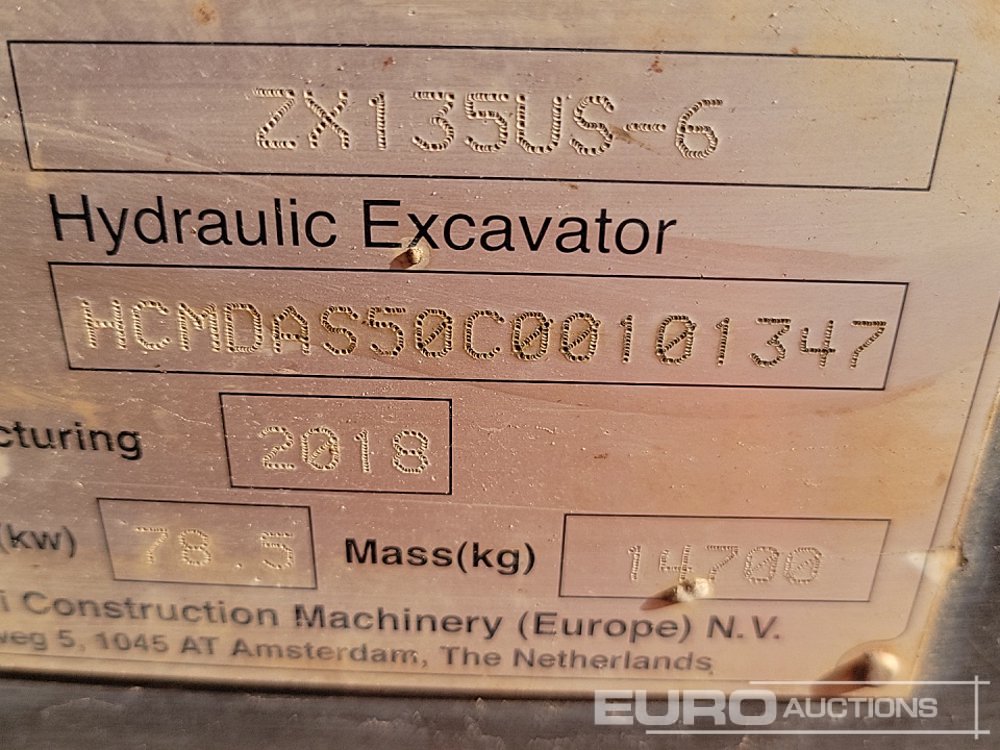 ZX135US-6
Hydraulic Excavator
HCMDAS50C00101347
cturing 2018
(kw) 78.5 Mass(kg) 14700
i Construction Machinery (Europe) N.V.
weg 5, 1045 AT Amsterdam, The Netherlands
EURO AUCTIONS